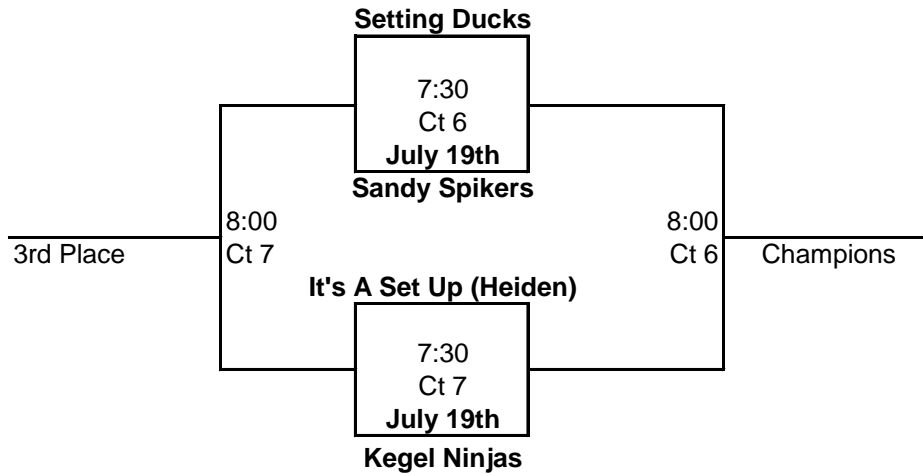 Setting Ducks
7:30
Ct 6
July 19th
Sandy Spikers
8:00
Ct 7
3rd Place
8:00
Ct 6
Champions
It's A Set Up (Heiden)
7:30
Ct 7
July 19th
Kegel Ninjas